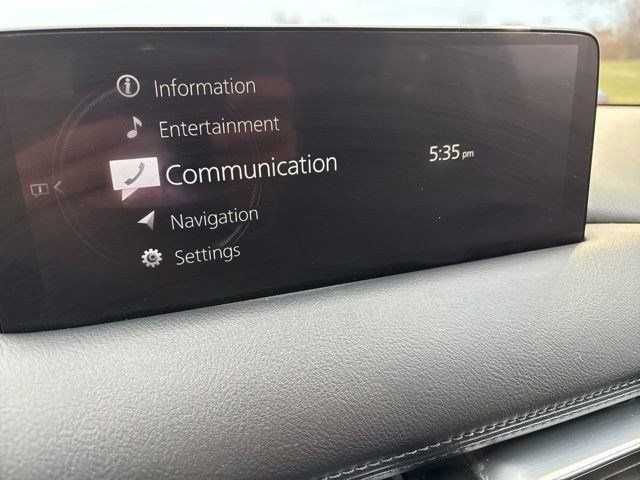 Information
Entertainment
Communication
5:35 pm
Navigation
Settings